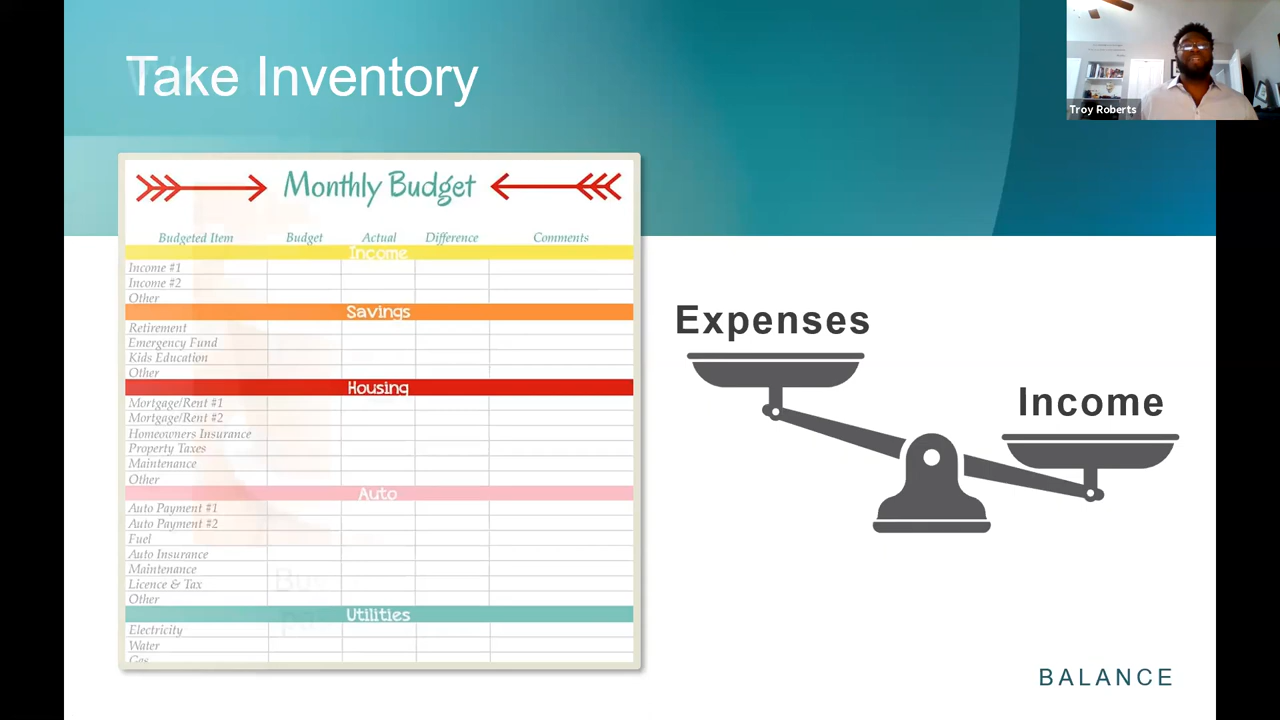 Take Inventory
Troy Roberts
Monthly Budget
Budgeted Item Budget Actual Difference Comments
Income
Income #1
Income #2
Other
Savings
Retirement
Emergency Fund
Kids Education
Other
Housing
Mortgage/Rent #1
Mortgage/Rent #2
Homeowners Insurance
Property Taxes
Maintenance
Other
Auto
Auto Payment #1
Auto Payment #2
Fuel
Auto Insurance
Maintenance
Licence & Tax
Other
Utilities
Electricity
Water
Gas
Expenses
Income
BALANCE